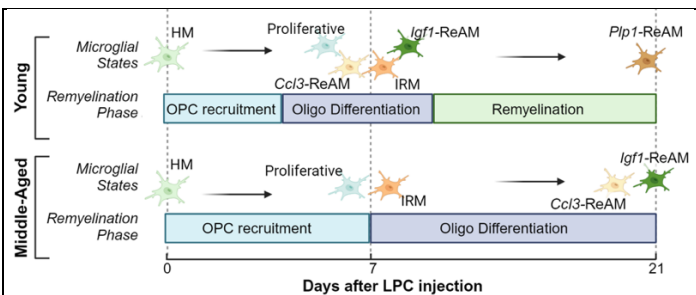 Young
Microglial
States
HM
Proliferative
Ccl3-ReAM
Igf1-ReAM
IRM
Plp1-ReAM
Remyelination
Phase
OPC recruitment
Oligo Differentiation
Remyelination
Middle-Aged
Microglial
States
HM
Proliferative
IRM
Ccl3-ReAM
Igf1-ReAM
Remyelination
Phase
OPC recruitment
Oligo Differentiation
0
7
21
Days after LPC injection